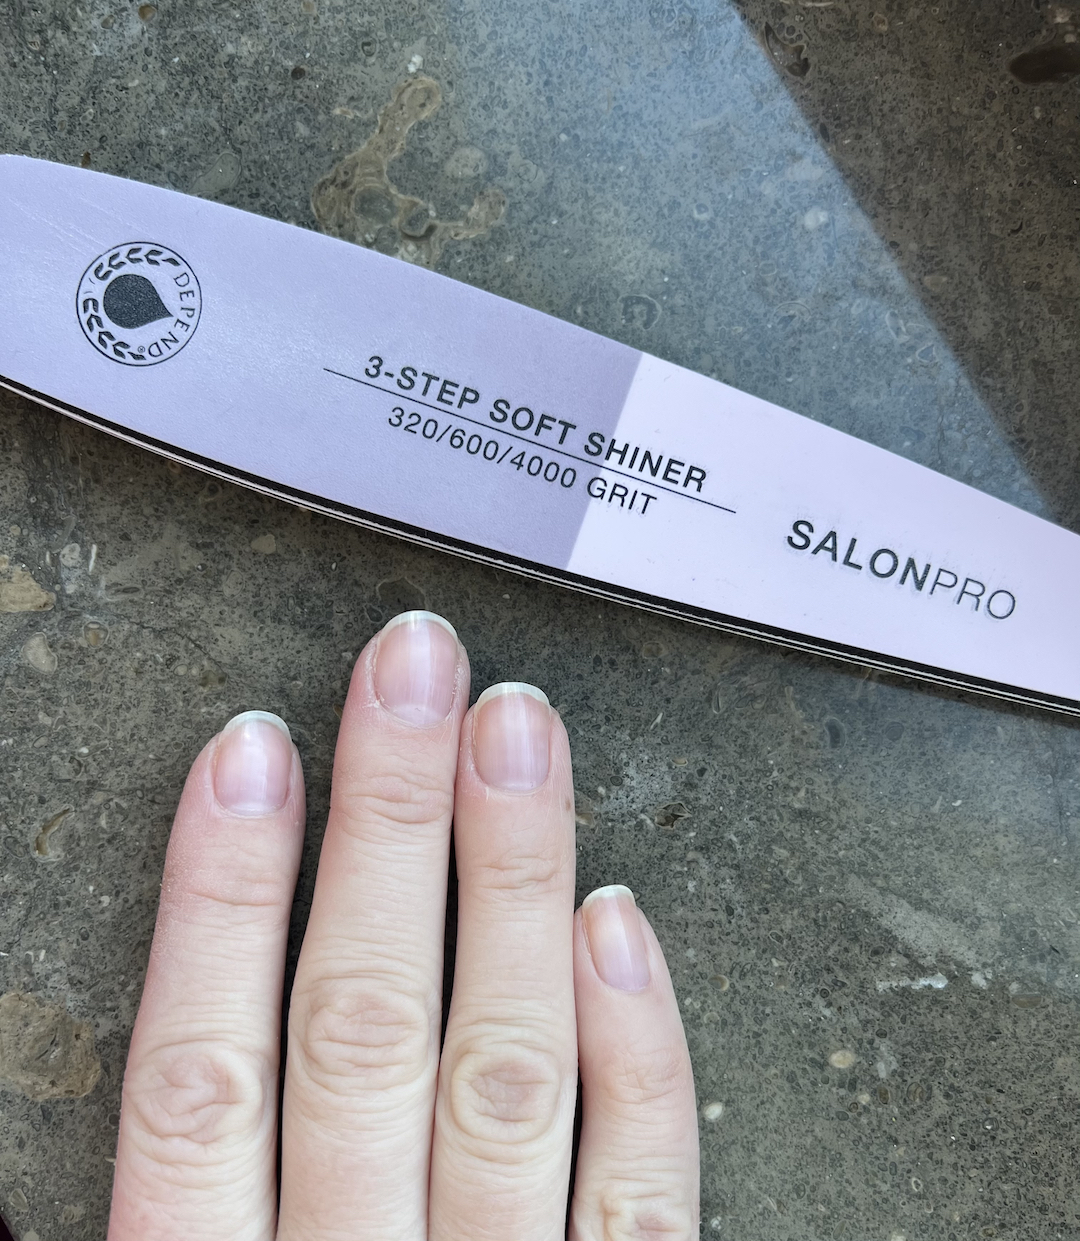 DEPEND®
3-STEP SOFT SHINER
320/600/4000 GRIT
SALONPRO